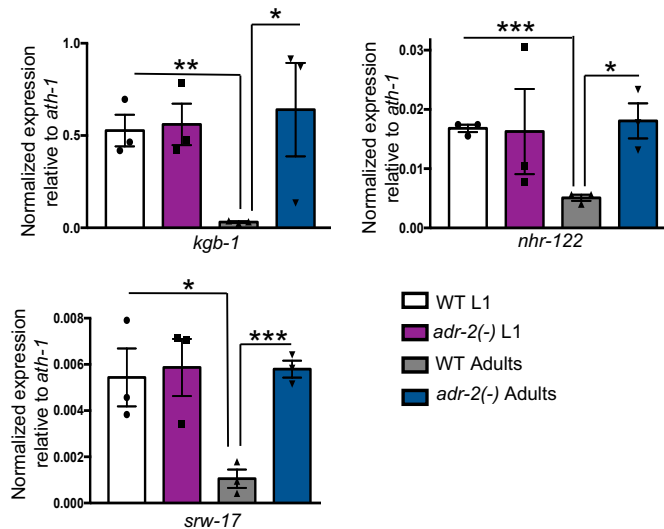 Normalized expression
relative to ath-1
1.0
0.5
0.0
**
*
kgb-1
Normalized expression
relative to ath-1
0.03
0.02
0.01
0.00
***
*
nhr-122
Normalized expression
relative to ath-1
0.008
0.006
0.004
0.002
0.000
*
***
srw-17
WT L1
adr-2(-) L1
WT Adults
adr-2(-) Adults